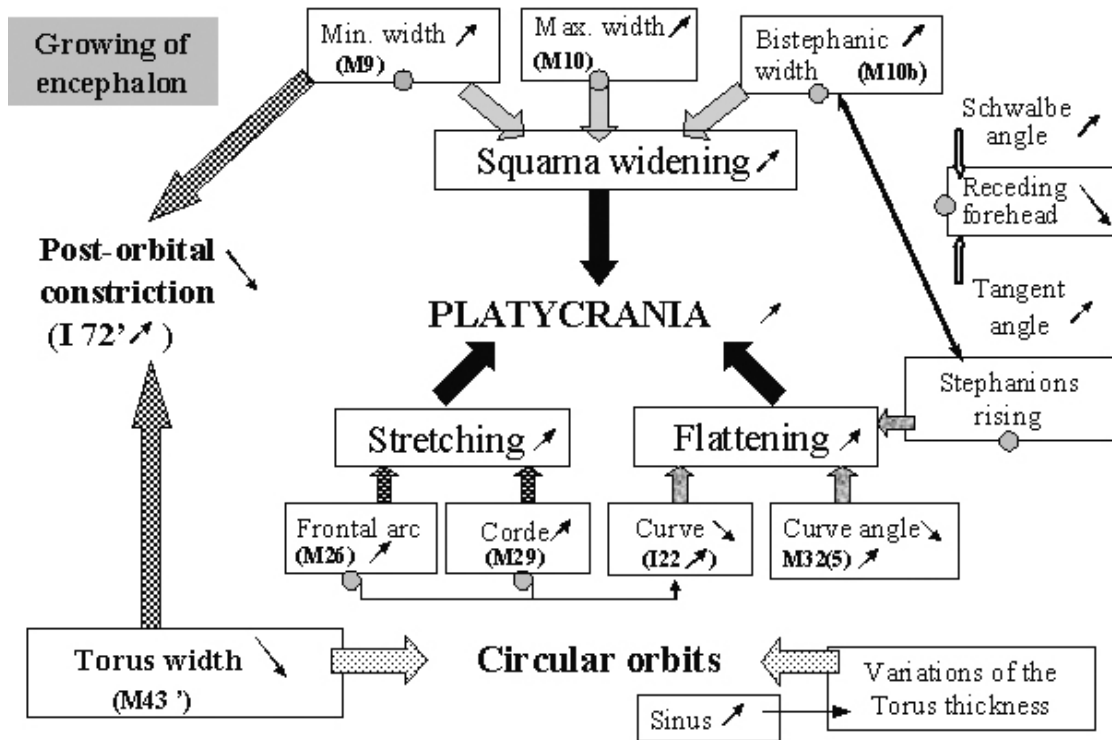 Growing of
encephalon
Min. width
(M9)
Max. width
(M10)
Bistephanic
width (M10b)
Schwalbe
angle
Receding
forehead
Tangent
angle
Squama widening
Post-orbital
constriction
(I 72’ )
PLATYCRANIA
Stephanions
rising
Stretching
Flattening
Frontal arc
(M26)
Corde
(M29)
Curve
(I22 )
Curve angle
M32(5)
Torus width
(M43 ’)
Circular orbits
Variations of the
Torus thickness
Sinus